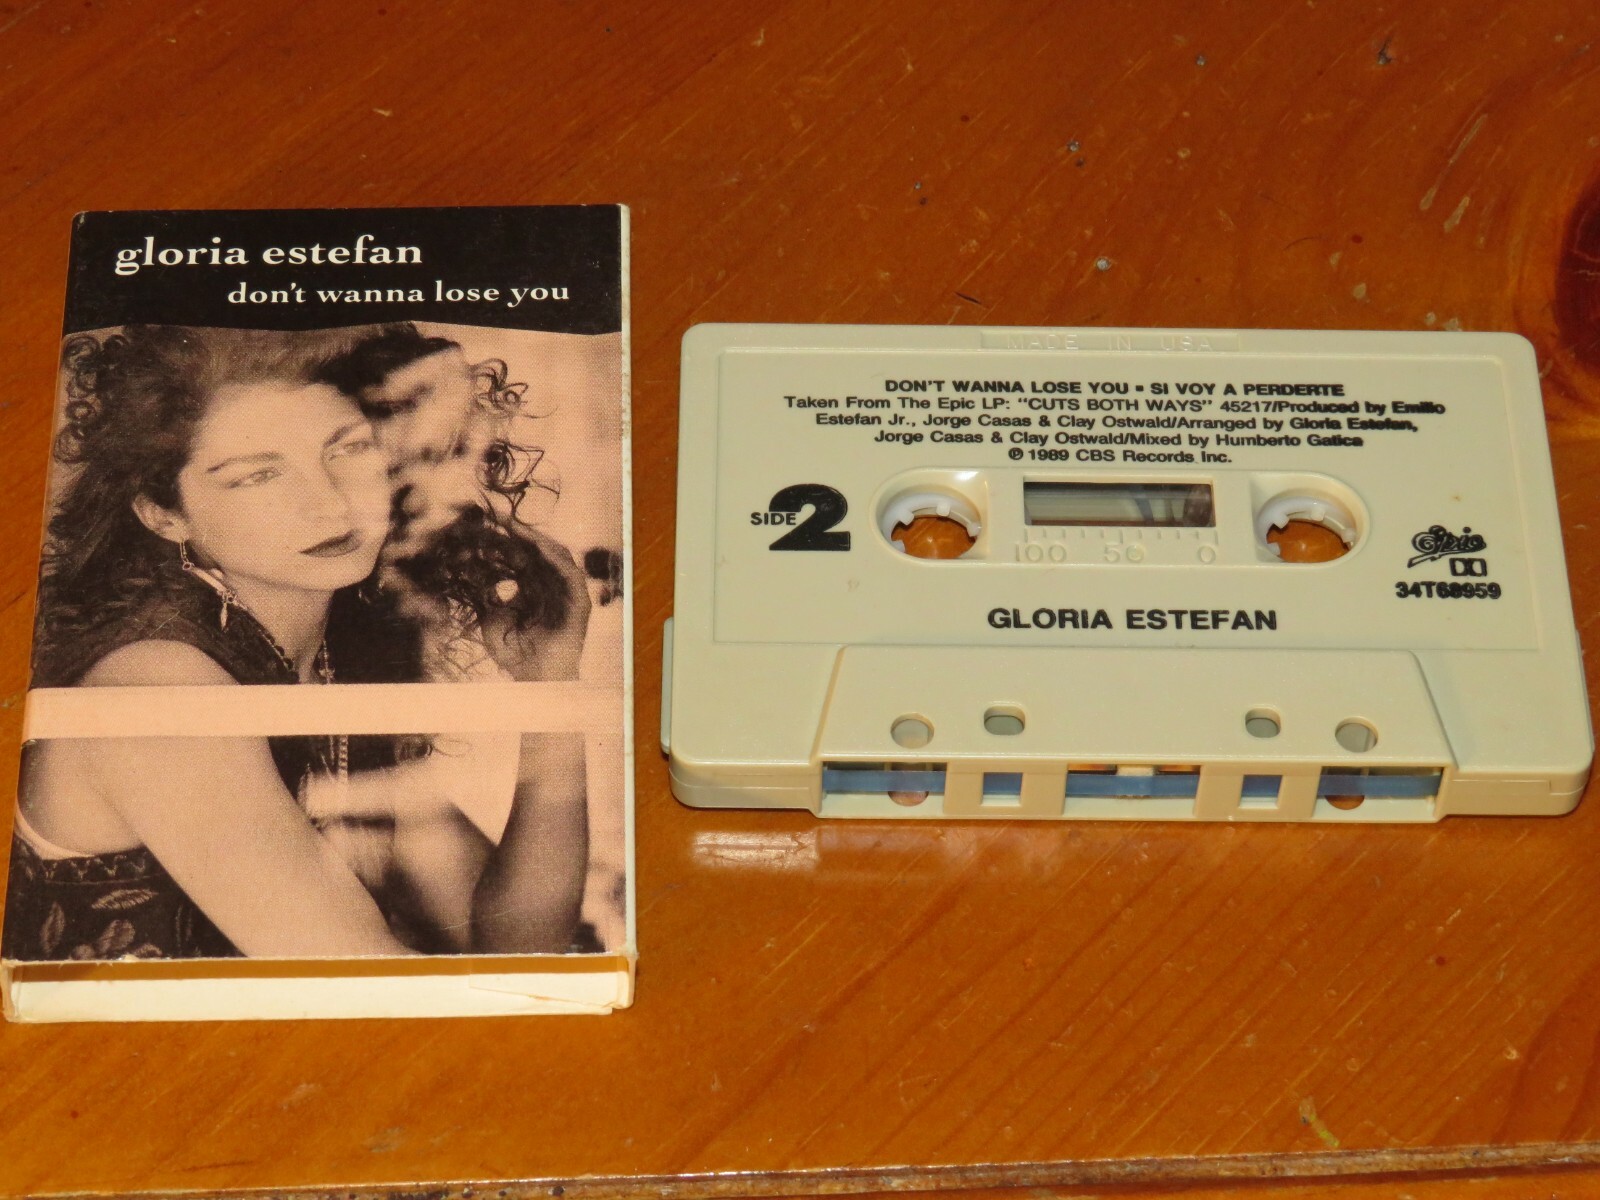 gloria estefan
don't wanna lose you
MADE IN USA
DON'T WANNA LOSE YOU ▪ SI VOY A PERDERTE
Taken From The Epic LP: "CUTS BOTH WAYS" 45217/Produced by Emilio
Estefan Jr., Jorge Casas & Clay Ostwald/Arranged by Gloria Estefan,
Jorge Casas & Clay Ostwald/Mixed by Humberto Gatica
℗ 1989 CBS Records Inc.
SIDE 2
100 50 0
Epic
34T68959
GLORIA ESTEFAN